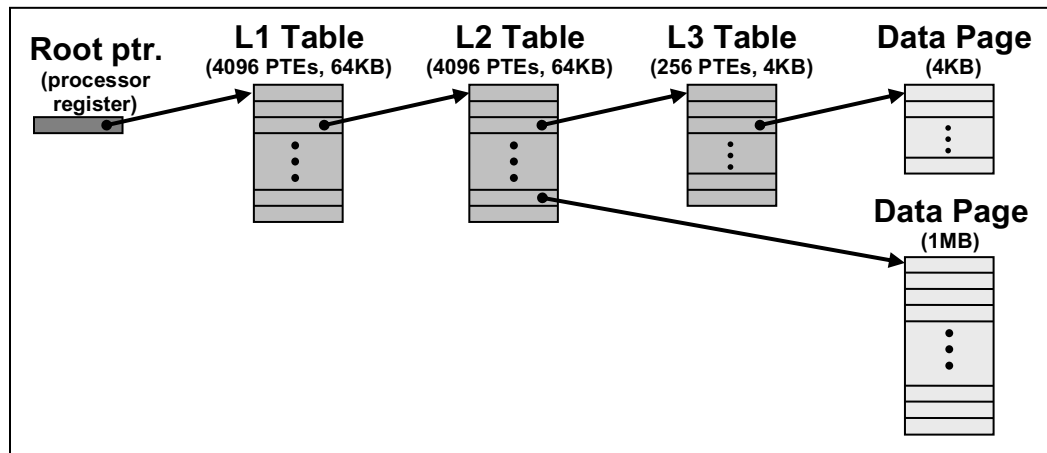 Root ptr.
(processor
register)
L1 Table
(4096 PTEs, 64KB)
L2 Table
(4096 PTEs, 64KB)
L3 Table
(256 PTEs, 4KB)
Data Page
(4KB)
Data Page
(1MB)